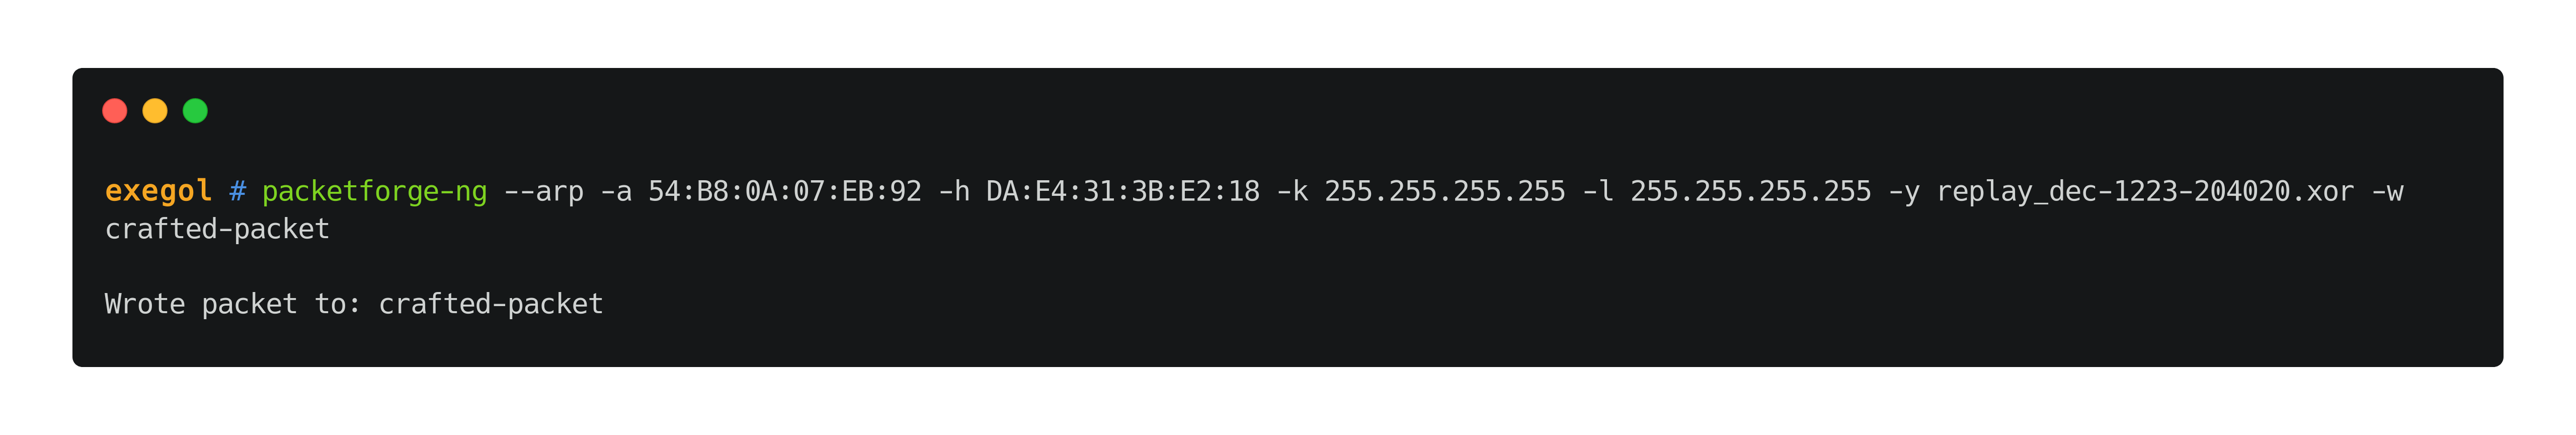 exegol # packetforge-ng --arp -a 54:B8:0A:07:EB:92 -h DA:E4:31:3B:E2:18 -k 255.255.255.255 -l 255.255.255.255 -y replay_dec-1223-204020.xor -w
crafted-packet
Wrote packet to: crafted-packet